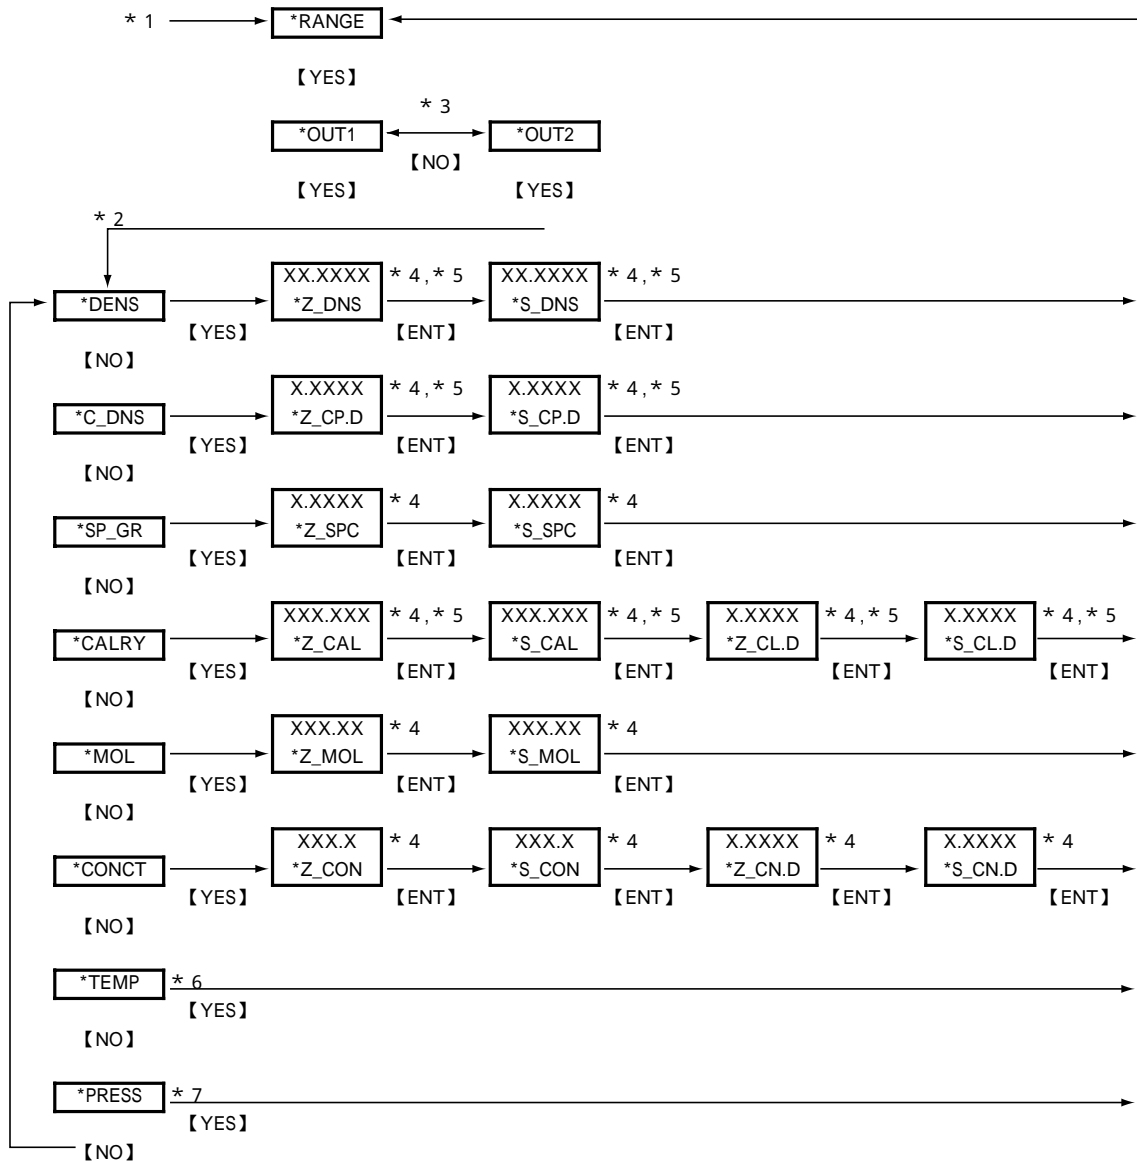 * 1 *RANGE
【YES】
* 3
*OUT1 *OUT2
【NO】
【YES】 【YES】
* 2
XX.XXXX * 4,* 5 XX.XXXX * 4,* 5
*DENS *Z_DNS *S_DNS
【YES】 【ENT】 【ENT】
【NO】
X.XXXX * 4,* 5 X.XXXX * 4,* 5
*C_DNS *Z_CP.D *S_CP.D
【YES】 【ENT】 【ENT】
【NO】
X.XXXX * 4 X.XXXX * 4
*SP_GR *Z_SPC *S_SPC
【YES】 【ENT】 【ENT】
【NO】
XXX.XXX * 4,* 5 XXX.XXX * 4,* 5 X.XXXX * 4,* 5 X.XXXX * 4,* 5
*CALRY *Z_CAL *S_CAL *Z_CL.D *S_CL.D
【YES】 【ENT】 【ENT】 【ENT】 【ENT】
【NO】
XXX.XX * 4 XXX.XX * 4
*MOL *Z_MOL *S_MOL
【YES】 【ENT】 【ENT】
【NO】
XXX.X * 4 XXX.X * 4 X.XXXX * 4 X.XXXX * 4
*CONCT *Z_CON *S_CON *Z_CN.D *S_CN.D
【YES】 【ENT】 【ENT】 【ENT】 【ENT】
【NO】
*TEMP * 6
【YES】
【NO】
*PRESS * 7
【YES】
【NO】